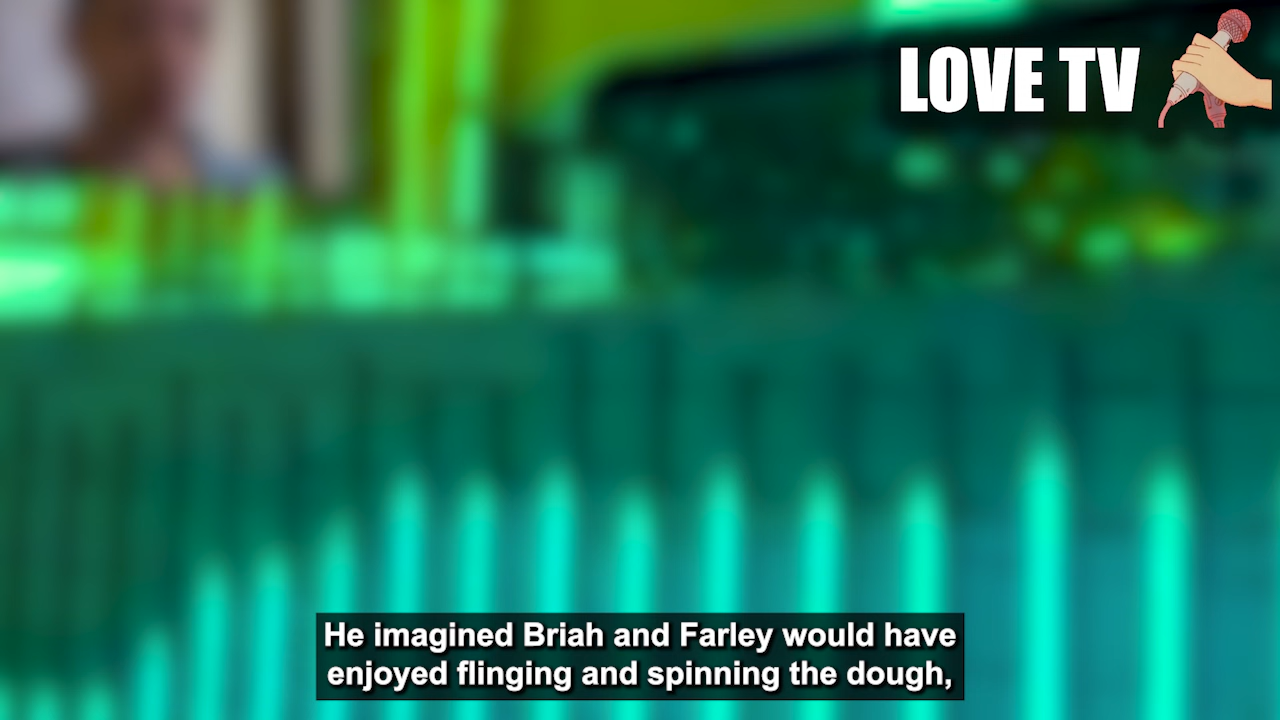 LOVE TV
He imagined Briah and Farley would have
enjoyed flinging and spinning the dough,